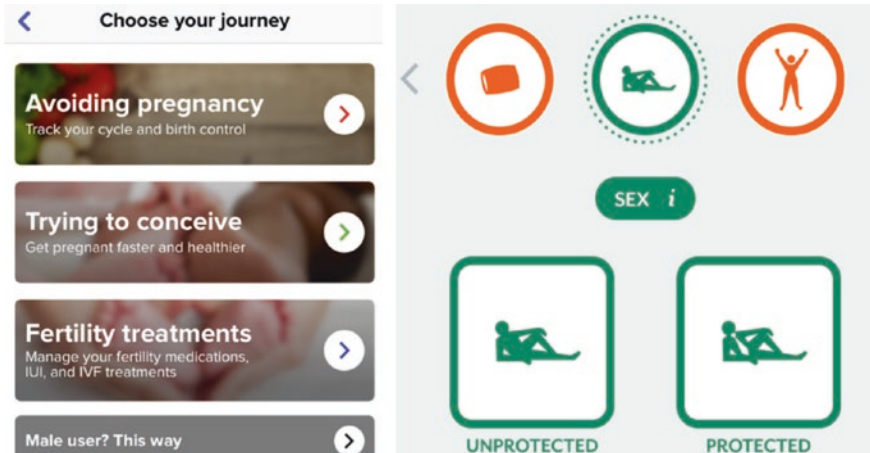 Choose your journey
Avoiding pregnancy
Track your cycle and birth control
Trying to conceive
Get pregnant faster and healthier
Fertility treatments
Manage your fertility medications,
IUI, and IVF treatments
Male user? This way
SEX i
UNPROTECTED
PROTECTED